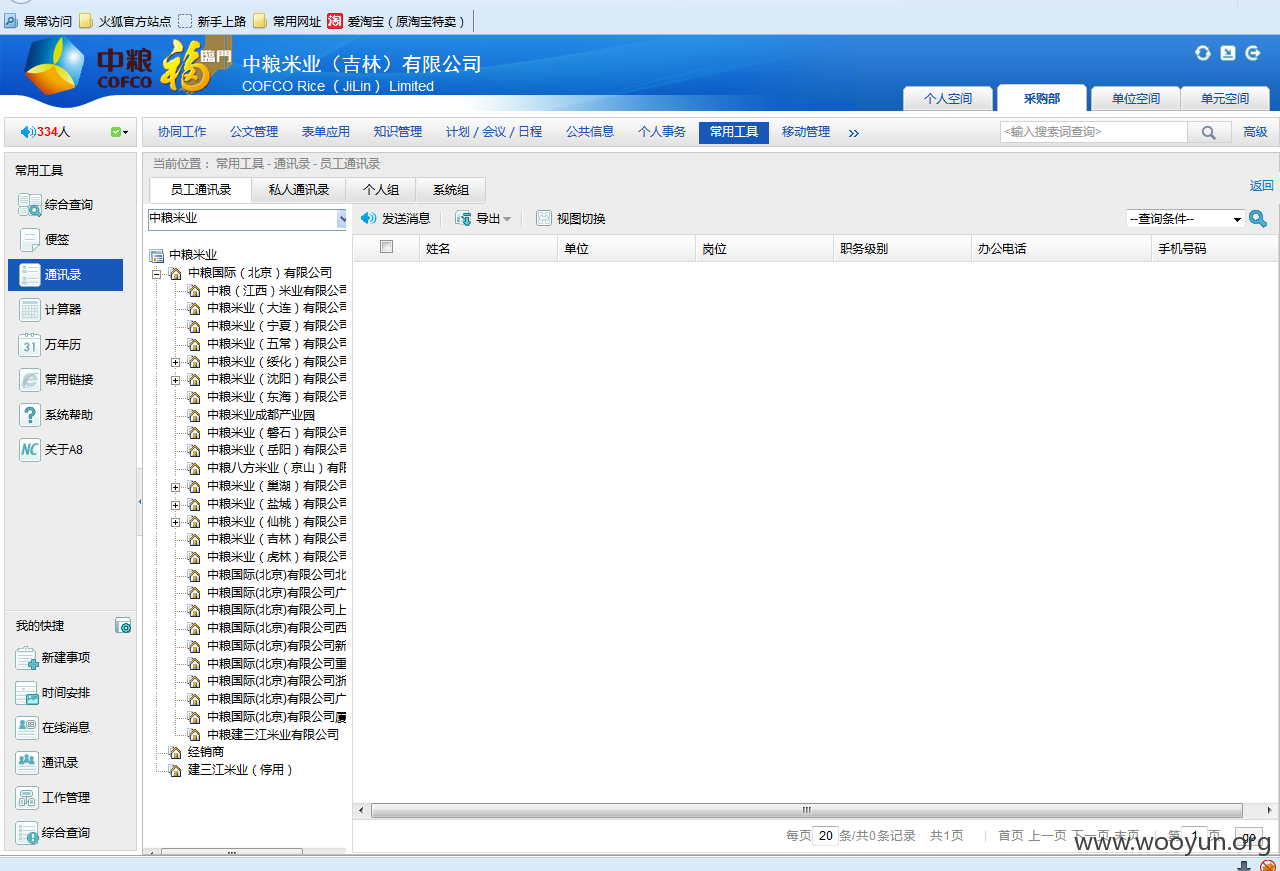 最常访问 火狐官方站点 新手上路 常用网址 淘 爱淘宝（原淘宝特卖）
中粮 COFCO 福 臨門
中粮米业（吉林）有限公司
COFCO Rice（JiLin）Limited
个人空间 采购部 单位空间 单元空间
334人
协同工作 公文管理 表单应用 知识管理 计划 / 会议 / 日程 公共信息 个人事务 常用工具 移动管理 »
<输入搜索词查询> 高级
常用工具
综合查询
便签
通讯录
计算器
31 万年历
常用链接
? 系统帮助
NC 关于A8
当前位置： 常用工具 - 通讯录 - 员工通讯录
员工通讯录 私人通讯录 个人组 系统组
返回
中粮米业
发送消息 导出 视图切换
--查询条件--
姓名 单位 岗位 职务级别 办公电话 手机号码
中粮米业
中粮国际（北京）有限公司
中粮（江西）米业有限公司
中粮米业（大连）有限公司
中粮米业（宁夏）有限公司
中粮米业（五常）有限公司
中粮米业（绥化）有限公司
中粮米业（沈阳）有限公司
中粮米业（东海）有限公司
中粮米业成都产业园
中粮米业（磐石）有限公司
中粮米业（岳阳）有限公司
中粮八方米业（京山）有限
中粮米业（巢湖）有限公司
中粮米业（盐城）有限公司
中粮米业（仙桃）有限公司
中粮米业（吉林）有限公司
中粮米业（虎林）有限公司
中粮国际(北京)有限公司北
中粮国际(北京)有限公司广
中粮国际(北京)有限公司上
中粮国际(北京)有限公司西
中粮国际(北京)有限公司新
中粮国际(北京)有限公司重
中粮国际(北京)有限公司浙
中粮国际(北京)有限公司广
中粮国际(北京)有限公司厦
中粮建三江米业有限公司
经销商
建三江米业（停用）
我的快捷
新建事项
时间安排
在线消息
通讯录
工作管理
综合查询
每页 20 条/共0条记录 共1页 首页 上一页 下一页 末页 第 1 页 go
www.wooyun.org